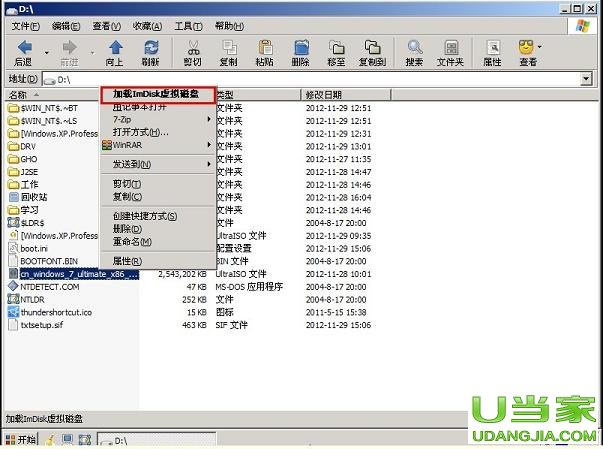 D:\
文件(F) 编辑(E) 查看(V) 收藏(A) 工具(T) 帮助(H)
后退 前进 向上 刷新 剪切 复制 粘贴 删除 移至 复制到 搜索 文件夹 属性 查看
地址(D) D:\
名称 类型 修改日期
加载ImDisk虚拟磁盘
用记事本打开
7-Zip
打开方式(H)...
WinRAR
发送到(N)
剪切(T)
复制(C)
创建快捷方式(S)
删除(D)
重命名(M)
属性(R)
$WIN_NT$.~BT 文件夹 2012-11-29 12:51
$WIN_NT$.~LS 文件夹 2012-11-29 12:51
[Windows.XP.Profess 文件夹 2012-11-29 12:39
DRV 文件夹 2012-11-29 13:01
GHO 文件夹 2012-11-27 11:35
J2SE 文件夹 2012-11-28 14:47
工作 文件夹 2012-11-28 14:46
回收站 文件夹 2012-11-28 16:04
学习 文件夹 2012-11-28 14:46
$LDR$ 文件 2004-8-17 20:00
[Windows.XP.Profess UltraISO 文件 2012-11-29 09:35
boot.ini 配置设置 2012-11-29 15:06
BOOTFONT.BIN BIN 文件 2004-8-17 20:00
cn_windows_7_ultimate_x86_... 2,543,202 KB UltraISO 文件 2012-11-28 10:01
NTDETECT.COM 47 KB MS-DOS 应用程序 2004-8-17 20:00
NTLDR 252 KB 文件 2004-8-17 20:00
thundershortcut.ico 15 KB 图标 2011-5-15 15:38
txtsetup.sif 463 KB SIF 文件 2012-11-29 15:06
加载ImDisk虚拟磁盘
开始 D:\
U当家
UDANGJIA.COM